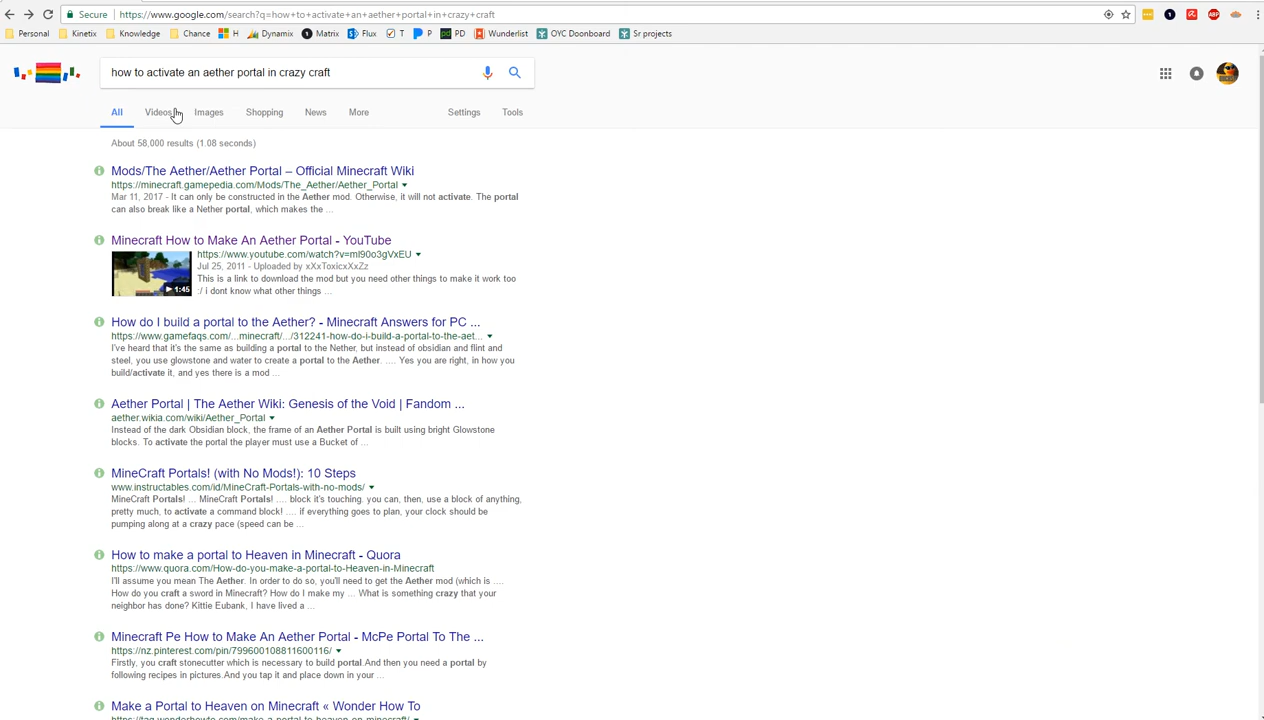 Secure
https://www.google.com/search?q=how+to+activate+an+aether+portal+in+crazy+craft
Personal Kinetix Knowledge Chance H Dynamix Matrix Flux T P PD Wunderlist OYC Doonboard Sr projects
how to activate an aether portal in crazy craft
All Videos Images Shopping News More Settings Tools
About 58,000 results (1.08 seconds)
Mods/The Aether/Aether Portal – Official Minecraft Wiki
https://minecraft.gamepedia.com/Mods/The_Aether/Aether_Portal
Mar 11, 2017 - It can only be constructed in the Aether mod. Otherwise, it will not activate. The portal
can also break like a Nether portal, which makes the ...
Minecraft How to Make An Aether Portal - YouTube
https://www.youtube.com/watch?v=ml90o3gVxEU
Jul 25, 2011 - Uploaded by xXxToxicxXxZz
This is a link to download the mod but you need other things to make it work too
:/ i dont know what other things ...
1:45
How do I build a portal to the Aether? - Minecraft Answers for PC ...
https://www.gamefaqs.com/...minecraft/.../312241-how-do-i-build-a-portal-to-the-aet...
I've heard that it's the same as building a portal to the Nether, but instead of obsidian and flint and
steel, you use glowstone and water to create a portal to the Aether. .... Yes you are right, in how you
build/activate it, and yes there is a mod ...
Aether Portal | The Aether Wiki: Genesis of the Void | Fandom ...
aether.wikia.com/wiki/Aether_Portal
Instead of the dark Obsidian block, the frame of an Aether Portal is built using bright Glowstone
blocks. To activate the portal the player must use a Bucket of ...
MineCraft Portals! (with No Mods!): 10 Steps
www.instructables.com/id/MineCraft-Portals-with-no-mods/
MineCraft Portals! ... MineCraft Portals! .... block it's touching. you can, then, use a block of anything,
pretty much, to activate a command block! .... if everything goes to plan, your clock should be
pumping along at a crazy pace (speed can be ...
How to make a portal to Heaven in Minecraft - Quora
https://www.quora.com/How-do-you-make-a-portal-to-Heaven-in-Minecraft
I'll assume you mean The Aether. In order to do so, you'll need to get the Aether mod (which is ....
How do you craft a sword in Minecraft? How do I make my ... What is something crazy that your
neighbor has done? Kittie Eubank, I have lived a ...
Minecraft Pe How to Make An Aether Portal - McPe Portal To The ...
https://nz.pinterest.com/pin/799600108811600116/
Firstly, you craft stonecutter which is necessary to build portal.And then you need a portal by
following recipes in pictures.And you tap it and place down in your ...
Make a Portal to Heaven on Minecraft « Wonder How To
https://tag.wonderhowto.com/make-a-portal-to-heaven-on-minecraft/